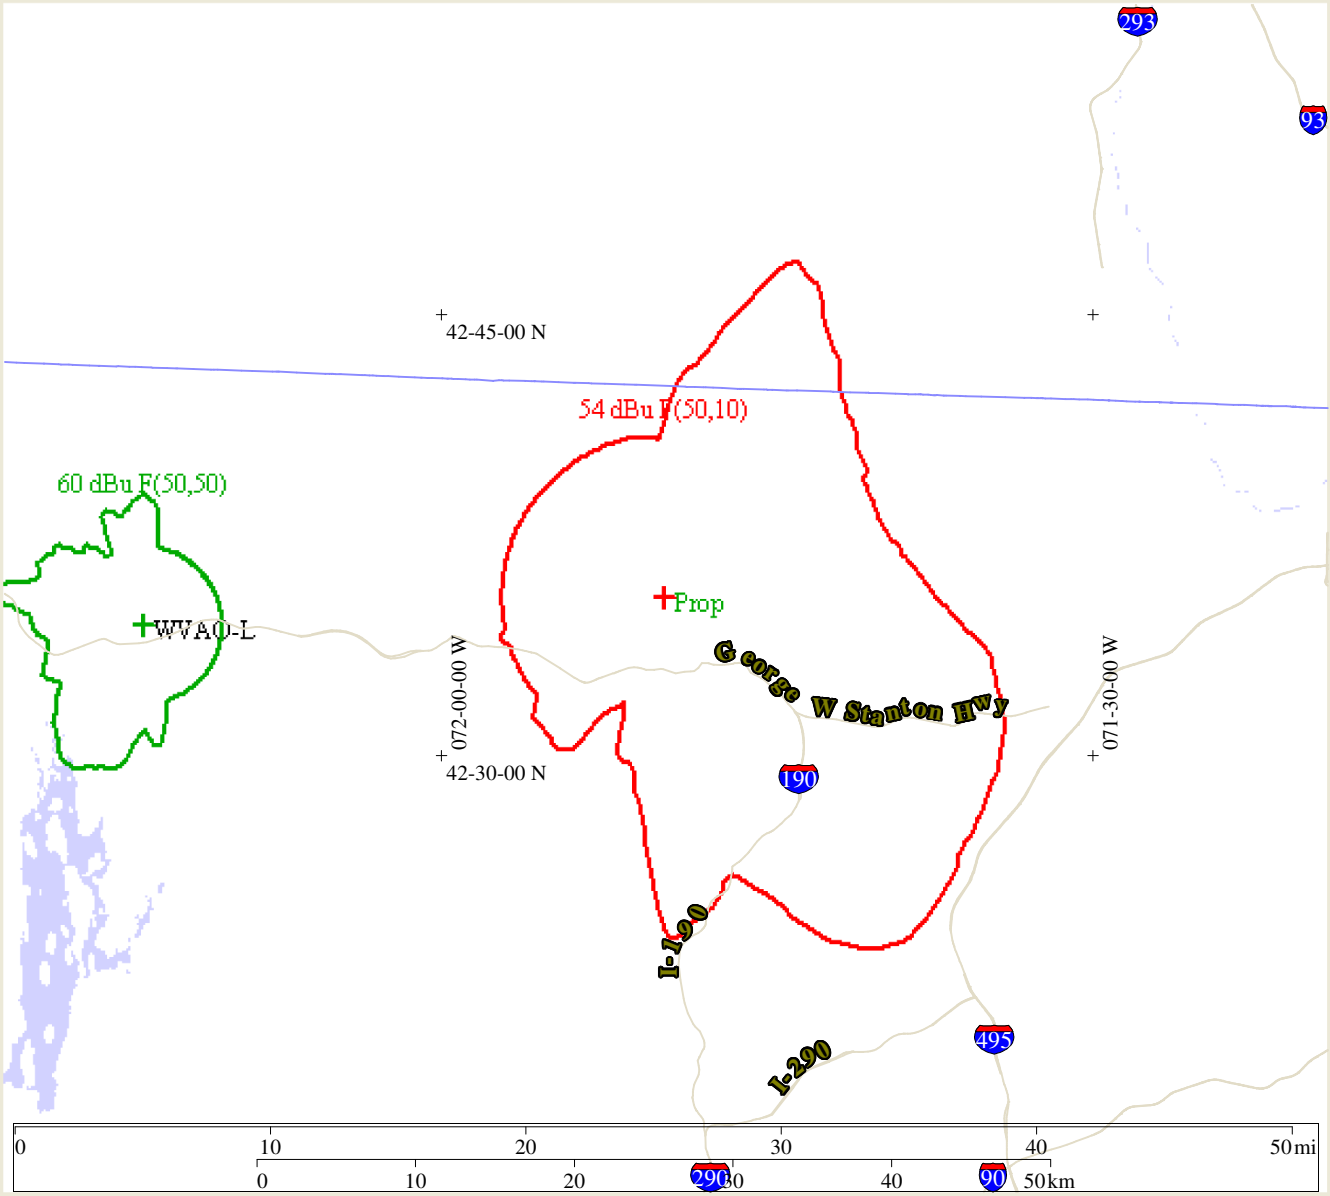 293
93
42-45-00 N
54 dBu F(50,10)
60 dBu F(50,50)
Prop
WVAO-L
George W Stanton Hwy
072-00-00 W
071-30-00 W
42-30-00 N
190
I-190
495
I-290
0 10 20 30 40 50mi
290
90
0 10 20 30 40 50km